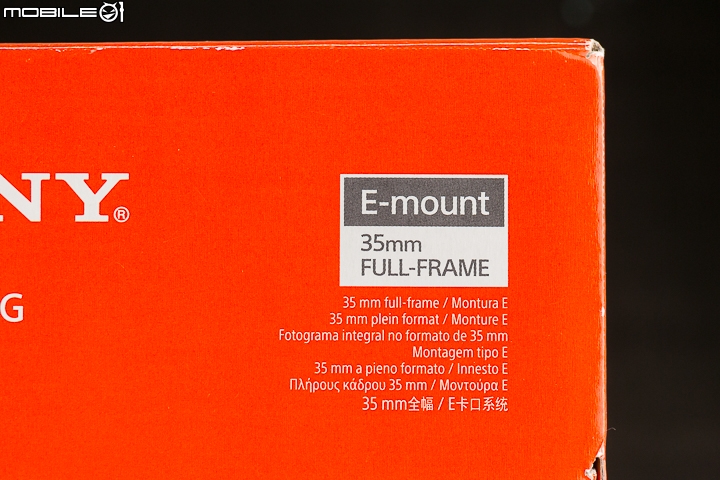 MOBILE01
NY®
G
E-mount
35mm
FULL-FRAME
35 mm full-frame / Montura E
35 mm plein format / Monture E
Fotograma integral no formato de 35 mm
Montagem tipo E
35 mm a pieno formato / Innesto E
Πλήρους κάδρου 35 mm / Μοντούρα E
35 mm全幅 / E卡口系统